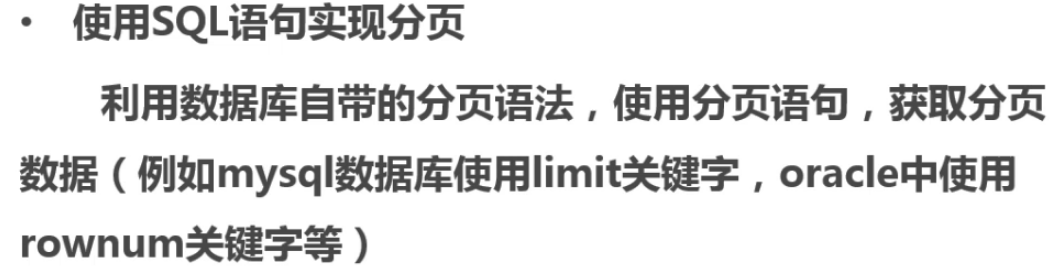 • 使用SQL语句实现分页
利用数据库自带的分页语法，使用分页语句，获取分页
数据（例如mysql数据库使用limit关键字，oracle中使用
rownum关键字等）